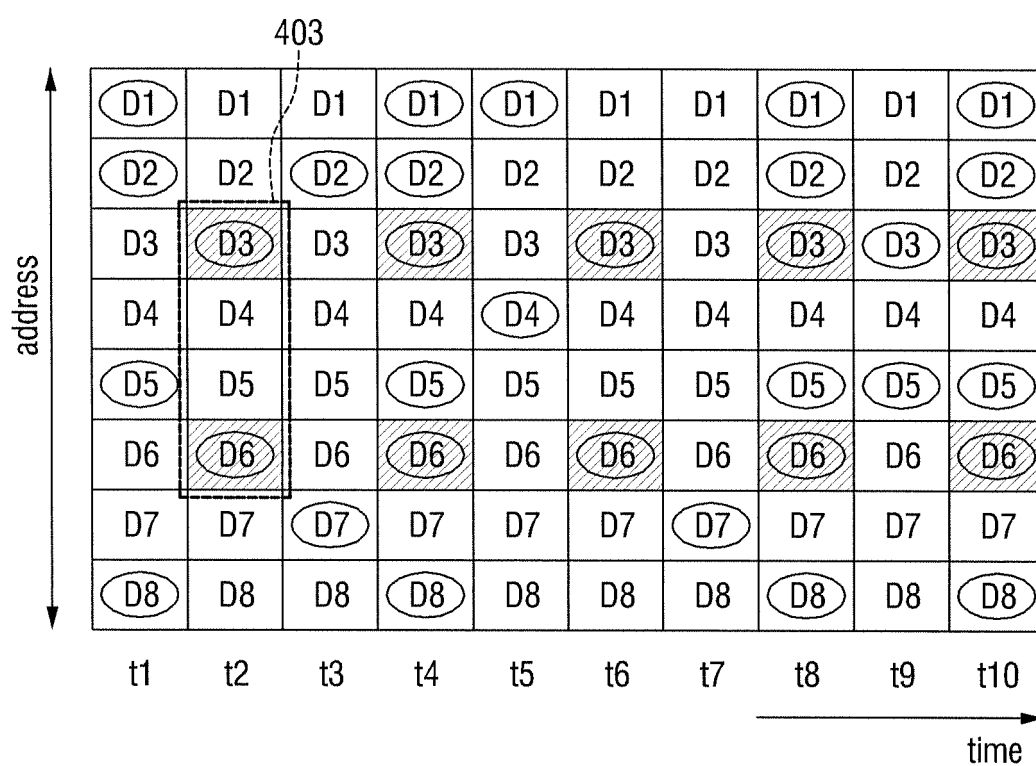 403
D1 D1 D1 D1 D1 D1 D1 D1 D1 D1
D2 D2 D2 D2 D2 D2 D2 D2 D2 D2
D3 D3 D3 D3 D3 D3 D3 D3 D3 D3
address
D4 D4 D4 D4 D4 D4 D4 D4 D4 D4
D5 D5 D5 D5 D5 D5 D5 D5 D5 D5
D6 D6 D6 D6 D6 D6 D6 D6 D6 D6
D7 D7 D7 D7 D7 D7 D7 D7 D7 D7
D8 D8 D8 D8 D8 D8 D8 D8 D8 D8
t1 t2 t3 t4 t5 t6 t7 t8 t9 t10
time